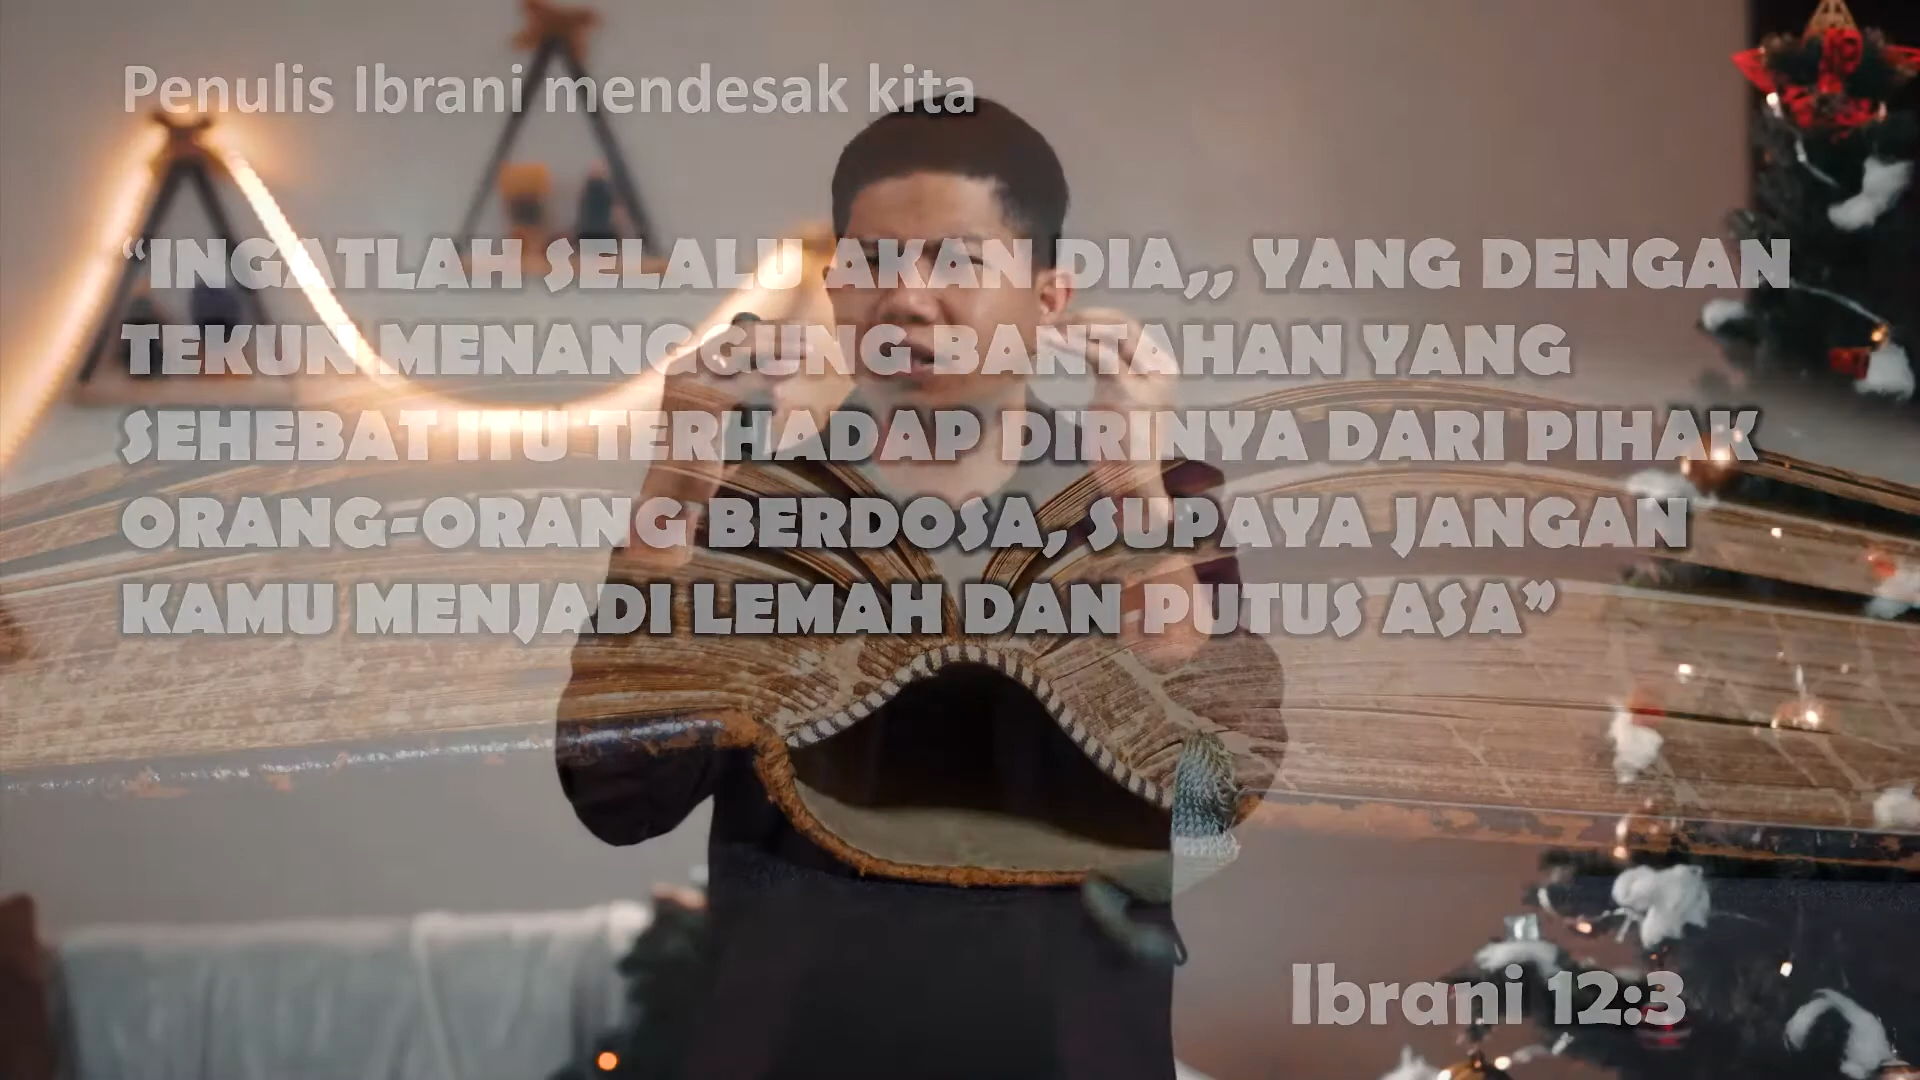 Penulis Ibrani mendesak kita
“INGATLAH SELALU AKAN DIA,, YANG DENGAN
TEKUN MENANGGUNG BANTAHAN YANG
SEHEBAT ITU TERHADAP DIRINYA DARI PIHAK
ORANG-ORANG BERDOSA, SUPAYA JANGAN
KAMU MENJADI LEMAH DAN PUTUS ASA”
Ibrani 12:3